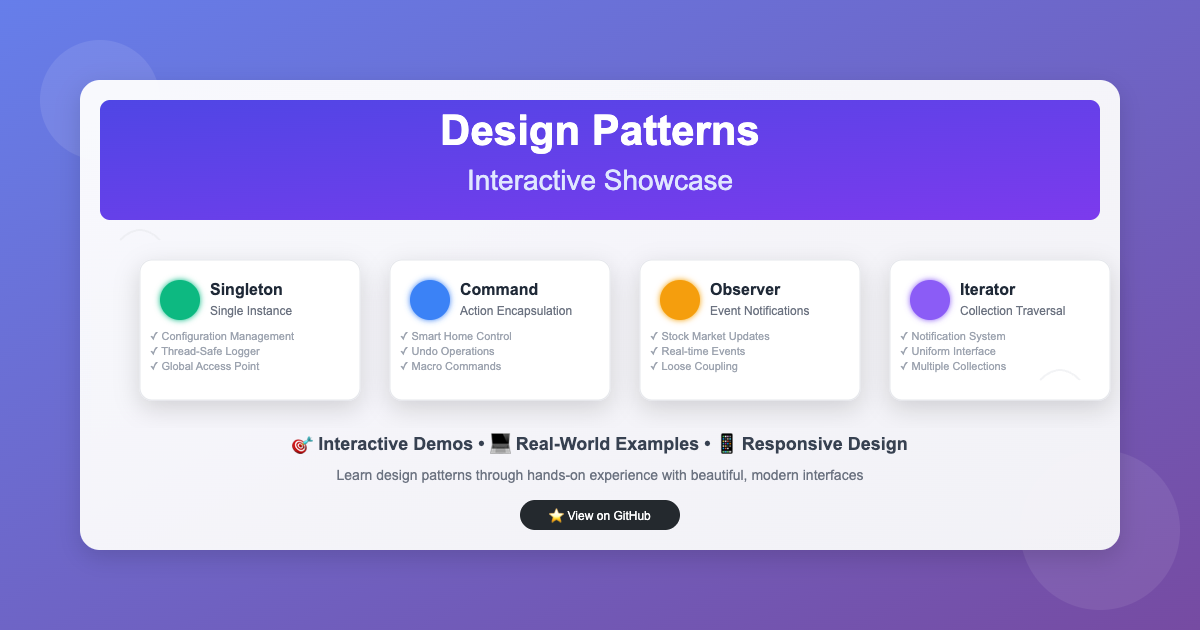 Design Patterns
Interactive Showcase
Singleton
Single Instance
✓ Configuration Management
✓ Thread-Safe Logger
✓ Global Access Point
Command
Action Encapsulation
✓ Smart Home Control
✓ Undo Operations
✓ Macro Commands
Observer
Event Notifications
✓ Stock Market Updates
✓ Real-time Events
✓ Loose Coupling
Iterator
Collection Traversal
✓ Notification System
✓ Uniform Interface
✓ Multiple Collections
🎯 Interactive Demos • 💻 Real-World Examples • 📱 Responsive Design
Learn design patterns through hands-on experience with beautiful, modern interfaces
⭐ View on GitHub